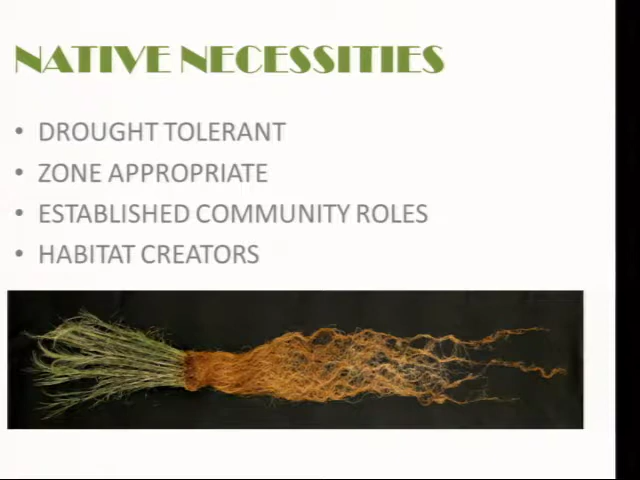 NATIVE NECESSITIES
• DROUGHT TOLERANT
• ZONE APPROPRIATE
• ESTABLISHED COMMUNITY ROLES
• HABITAT CREATORS